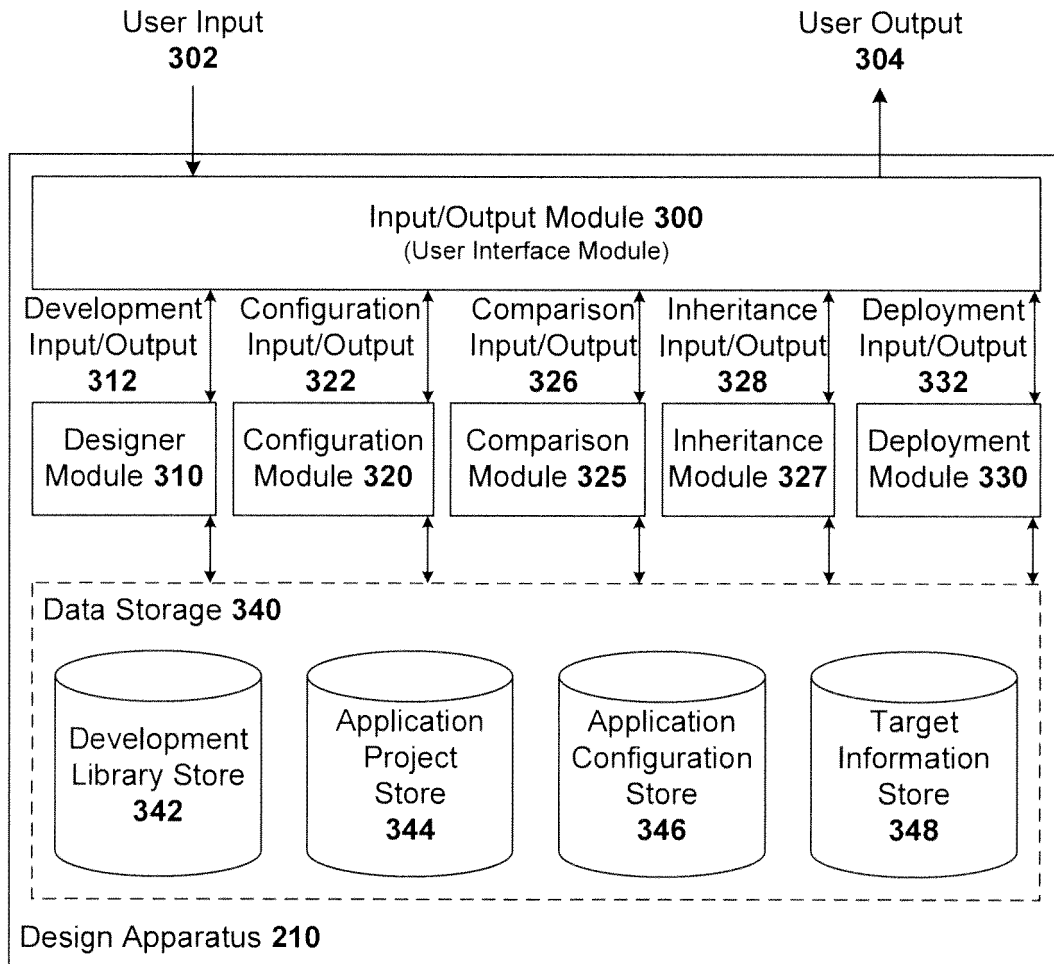 User Input
302
User Output
304
Input/Output Module 300
(User Interface Module)
Development
Input/Output
312
Configuration
Input/Output
322
Comparison
Input/Output
326
Inheritance
Input/Output
328
Deployment
Input/Output
332
Designer
Module 310
Configuration
Module 320
Comparison
Module 325
Inheritance
Module 327
Deployment
Module 330
Data Storage 340
Development
Library Store
342
Application
Project
Store
344
Application
Configuration
Store
346
Target
Information
Store
348
Design Apparatus 210